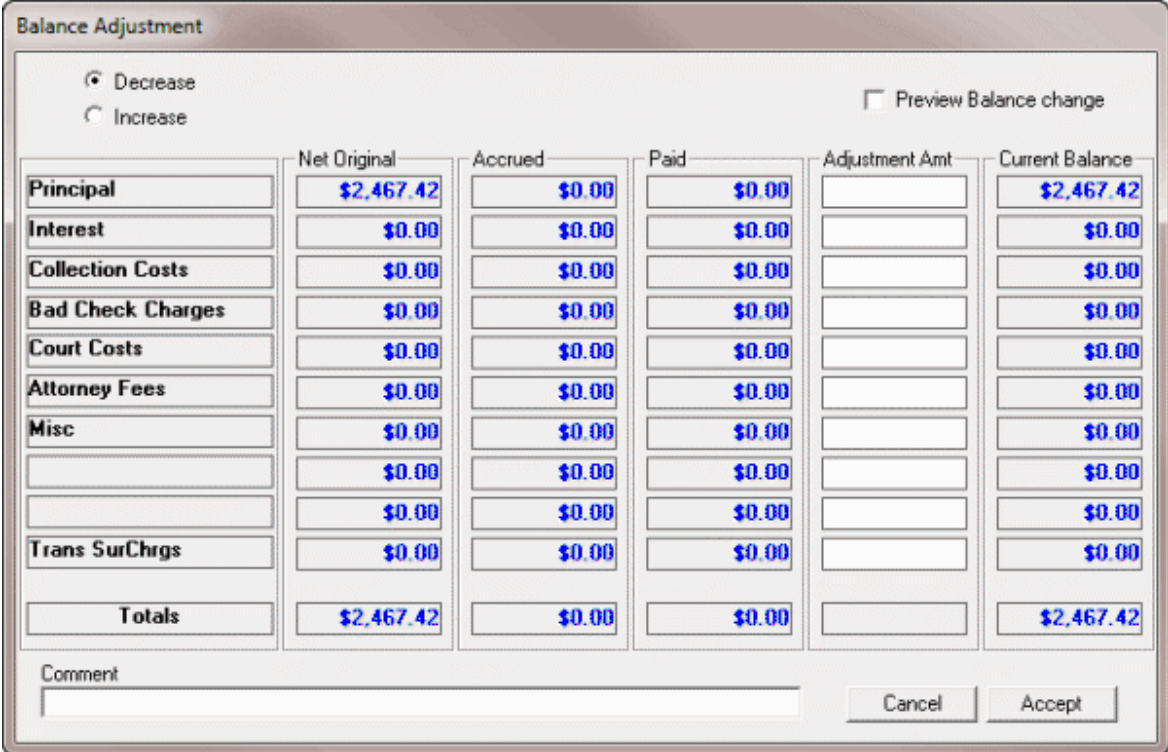 Balance Adjustment
Decrease
Preview Balance change
Increase
Net Original Accrued Paid Adjustment Amt Current Balance
Principal $2,467.42 $0.00 $0.00 $2,467.42
Interest $0.00 $0.00 $0.00 $0.00
Collection Costs $0.00 $0.00 $0.00 $0.00
Bad Check Charges $0.00 $0.00 $0.00 $0.00
Court Costs $0.00 $0.00 $0.00 $0.00
Attorney Fees $0.00 $0.00 $0.00 $0.00
Misc $0.00 $0.00 $0.00 $0.00
$0.00 $0.00 $0.00 $0.00
$0.00 $0.00 $0.00 $0.00
Trans SurChrgs $0.00 $0.00 $0.00 $0.00
Totals $2,467.42 $0.00 $0.00 $2,467.42
Comment
Cancel Accept